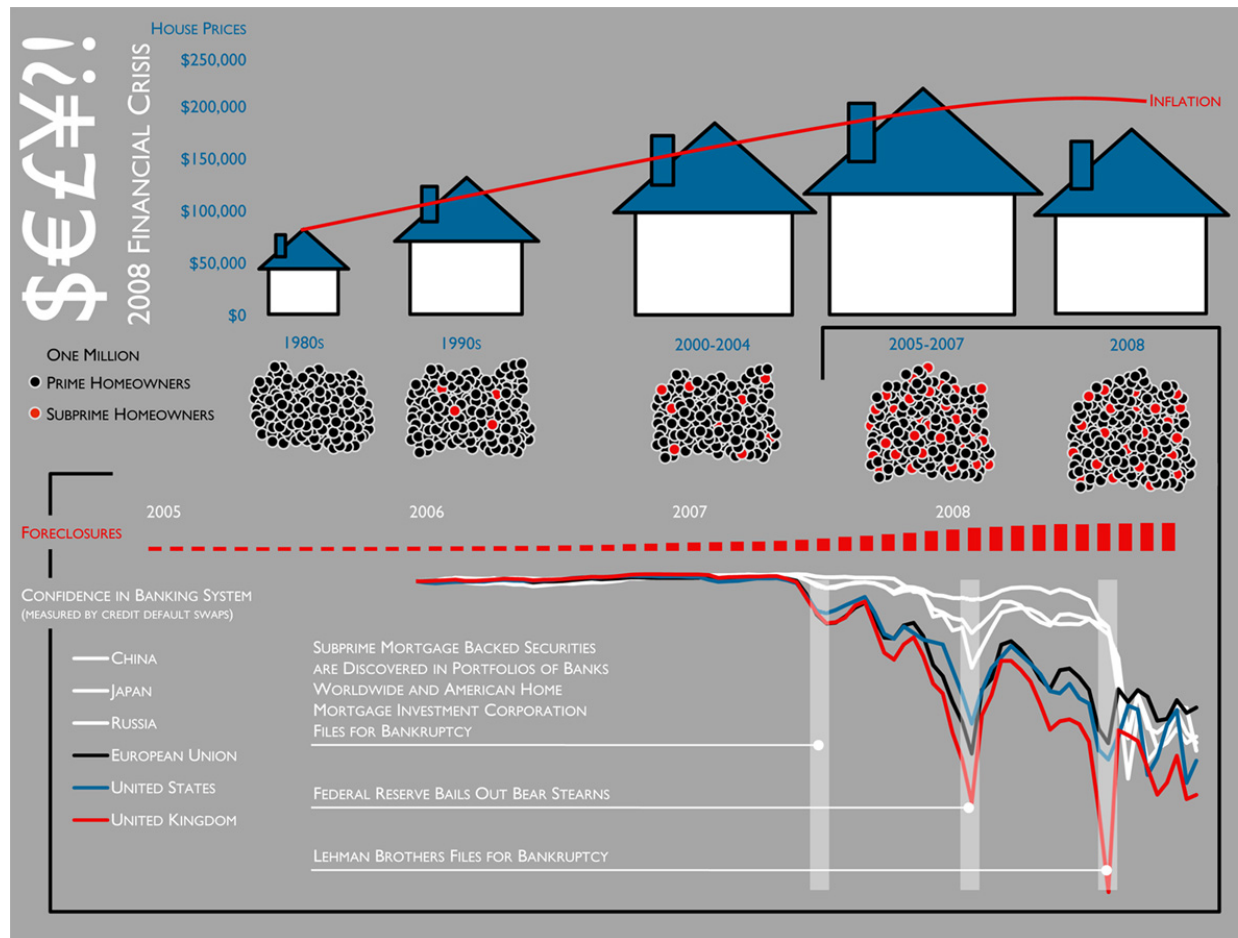 $€££¥?!
2008 Financial Crisis
House Prices
$250,000
$200,000
$150,000
$100,000
$50,000
$0
Inflation
1980s
1990s
2000-2004
2005-2007
2008
One Million
Prime Homeowners
Subprime Homeowners
2005
2006
2007
2008
Foreclosures
Confidence in Banking System
(measured by credit default swaps)
China
Japan
Russia
European Union
United States
United Kingdom
Subprime Mortgage Backed Securities
are Discovered in Portfolios of Banks
Worldwide and American Home
Mortgage Investment Corporation
Files for Bankruptcy
Federal Reserve Bails Out Bear Stearns
Lehman Brothers Files for Bankruptcy